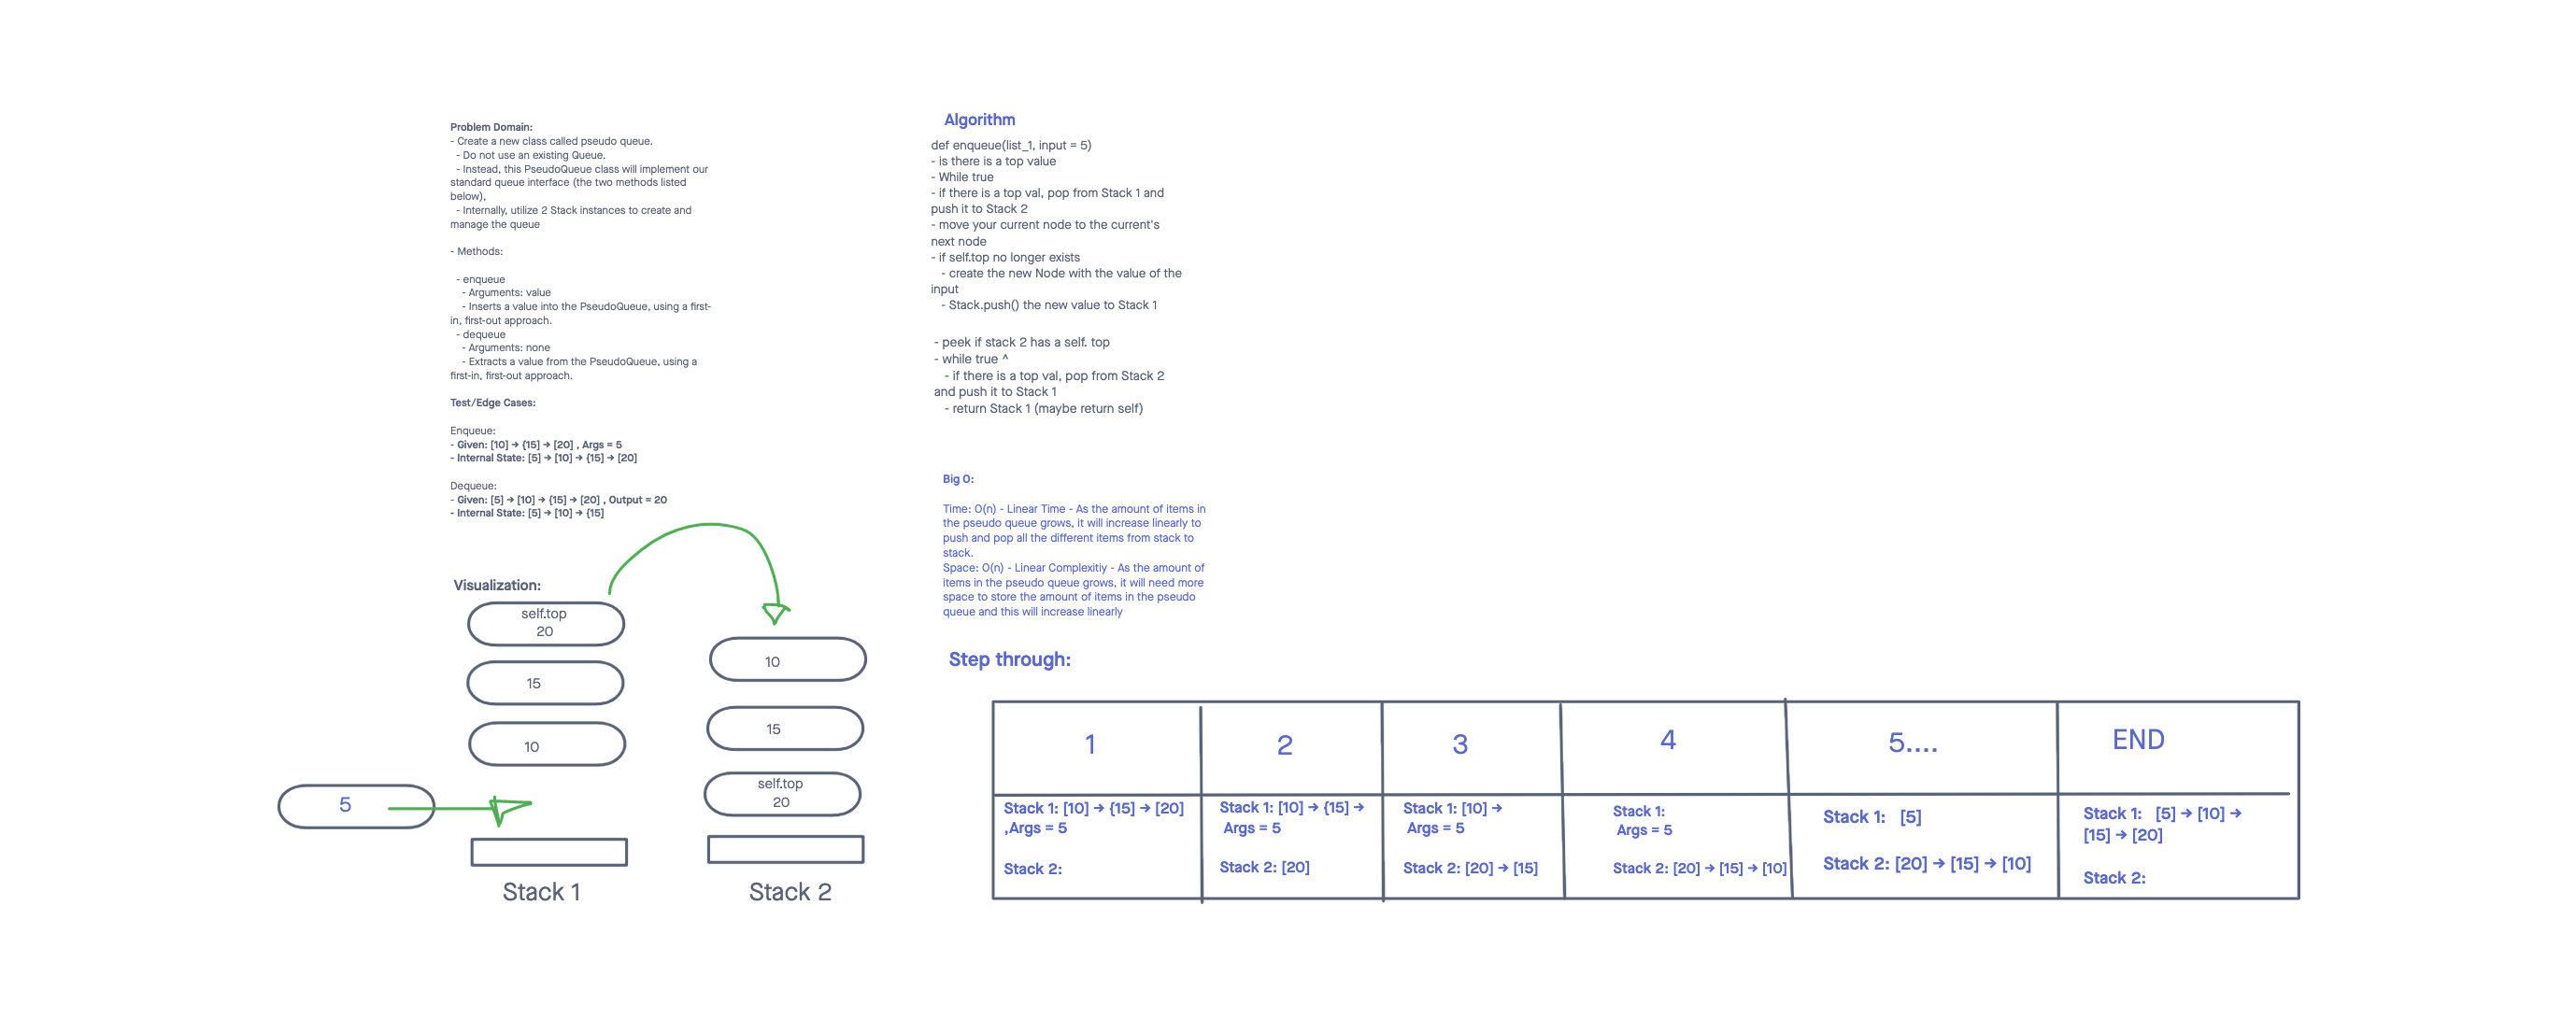 Problem Domain:
- Create a new class called pseudo queue.
- Do not use an existing Queue.
- Instead, this PseudoQueue class will implement our
standard queue interface (the two methods listed
below),
- Internally, utilize 2 Stack instances to create and
manage the queue
- Methods:
- enqueue
- Arguments: value
- Inserts a value into the PseudoQueue, using a first-
in, first-out approach.
- dequeue
- Arguments: none
- Extracts a value from the PseudoQueue, using a
first-in, first-out approach.
Test/Edge Cases:
Enqueue:
- Given: [10] → {15] → [20] , Args = 5
- Internal State: [5] → [10] → {15] → [20]
Dequeue:
- Given: [5] → [10] → {15] → [20] , Output = 20
- Internal State: [5] → [10] → {15]
Visualization:
self.top
20
15
10
5
Stack 1
10
15
self.top
20
Stack 2
Algorithm
def enqueue(list_1, input = 5)
- is there is a top value
- While true
- if there is a top val, pop from Stack 1 and
push it to Stack 2
- move your current node to the current's
next node
- if self.top no longer exists
- create the new Node with the value of the
input
- Stack.push() the new value to Stack 1
- peek if stack 2 has a self. top
- while true ^
- if there is a top val, pop from Stack 2
and push it to Stack 1
- return Stack 1 (maybe return self)
Big O:
Time: O(n) - Linear Time - As the amount of items in
the pseudo queue grows, it will increase linearly to
push and pop all the different items from stack to
stack.
Space: O(n) - Linear Complexitiy - As the amount of
items in the pseudo queue grows, it will need more
space to store the amount of items in the pseudo
queue and this will increase linearly
Step through:
1
2
3
4
5....
END
Stack 1: [10] → {15] → [20]
,Args = 5
Stack 2:
Stack 1: [10] → {15] →
Args = 5
Stack 2: [20]
Stack 1: [10] →
Args = 5
Stack 2: [20] → [15]
Stack 1:
Args = 5
Stack 2: [20] → [15] → [10]
Stack 1: [5]
Stack 2: [20] → [15] → [10]
Stack 1: [5] → [10] →
[15] → [20]
Stack 2: